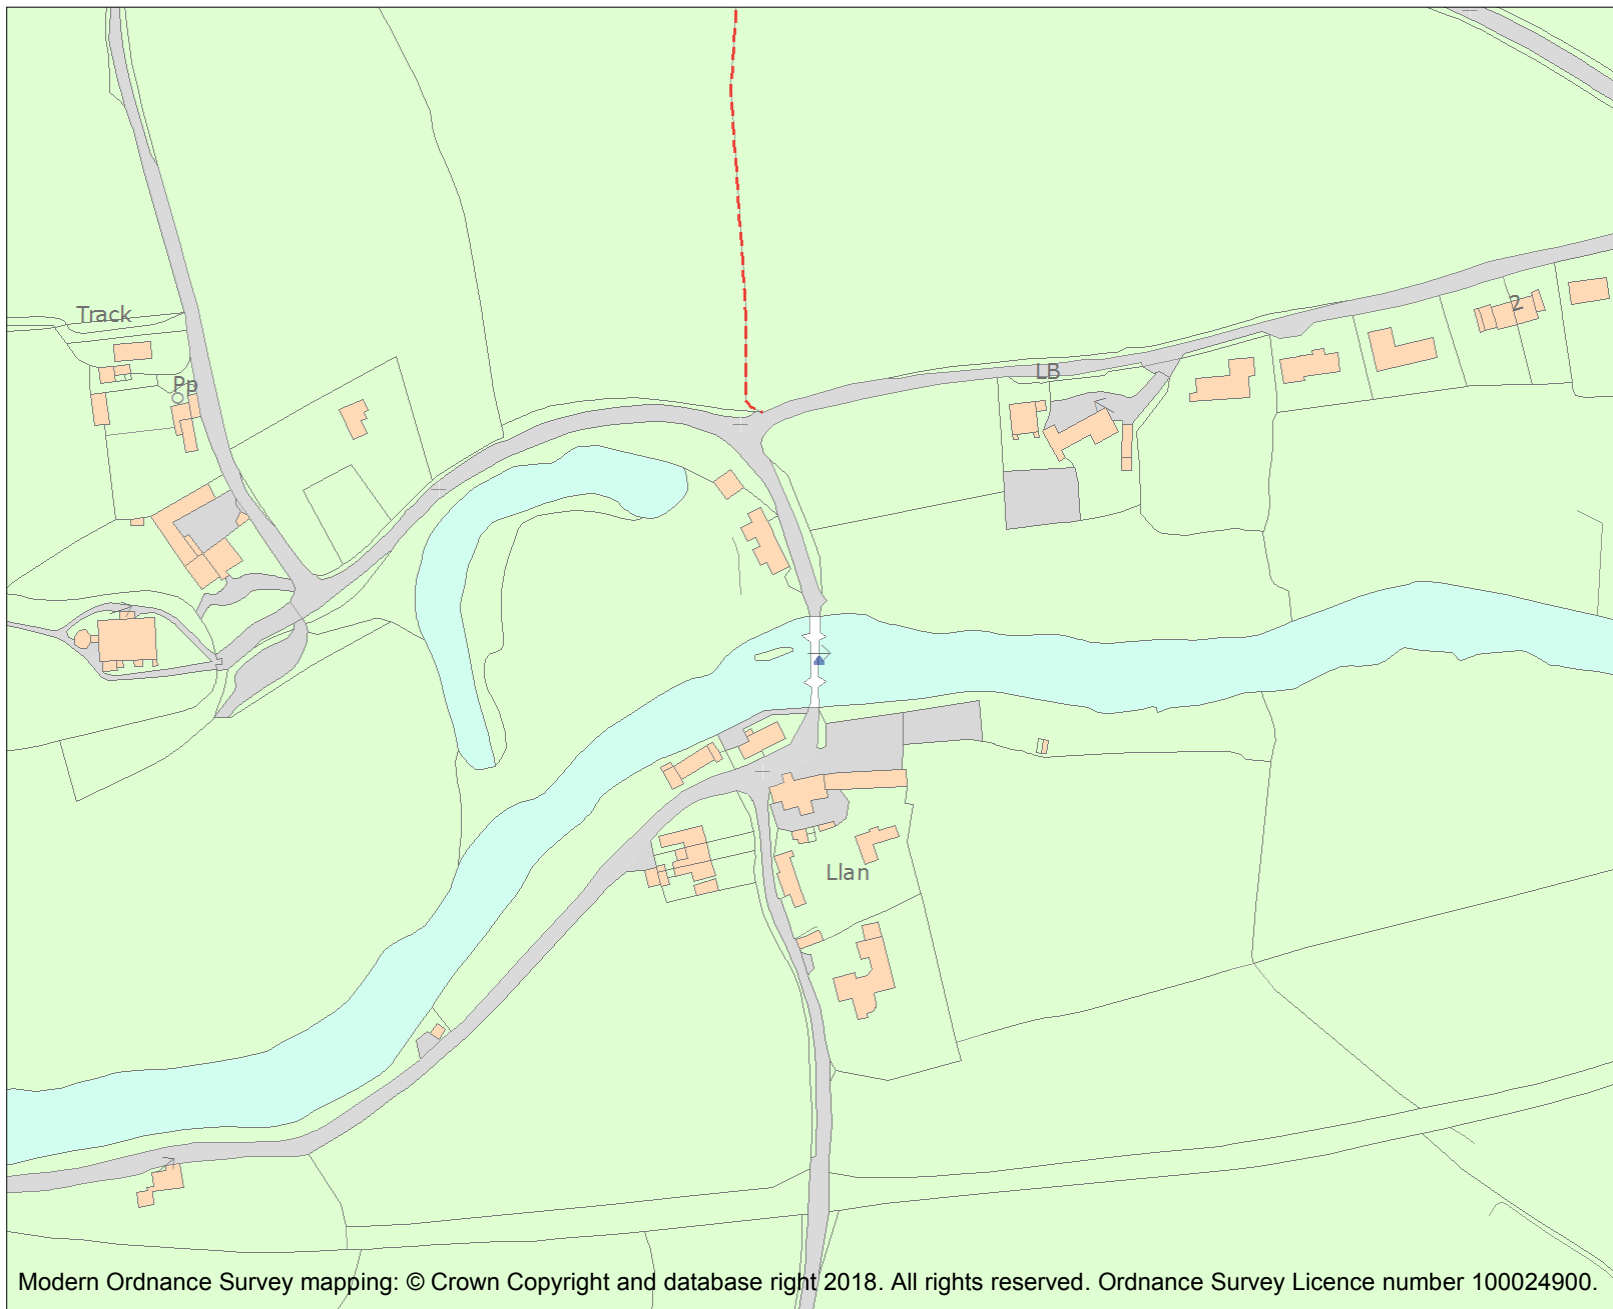 2
Track
LB
Pp
Llan
Modern Ordnance Survey mapping: © Crown Copyright and database right 2018. All rights reserved. Ordnance Survey Licence number 100024900.